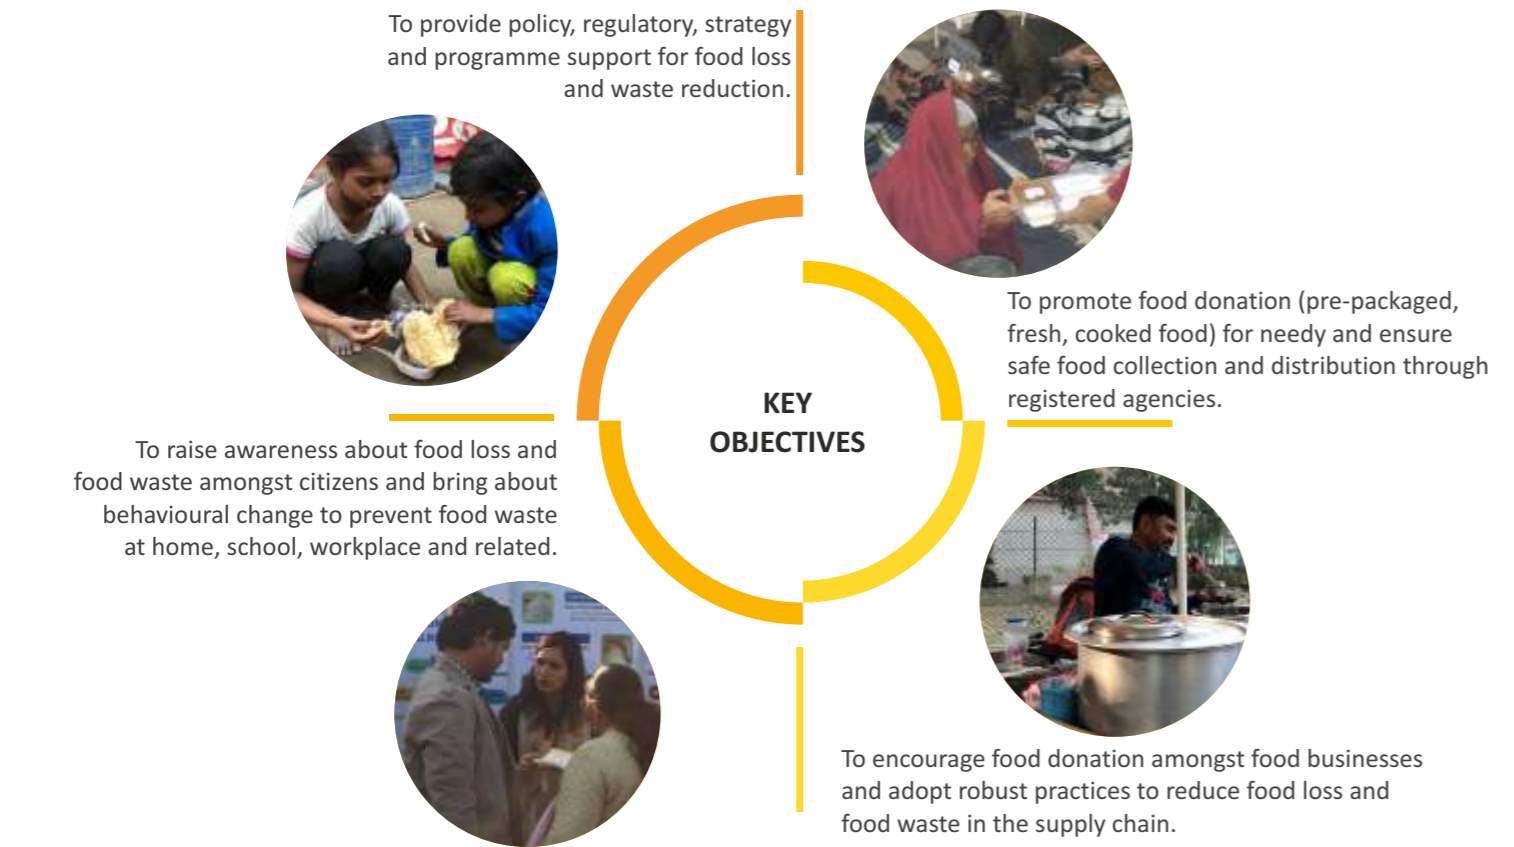 To provide policy, regulatory, strategy
and programme support for food loss
and waste reduction.
To promote food donation (pre-packaged,
fresh, cooked food) for needy and ensure
safe food collection and distribution through
registered agencies.
KEY
OBJECTIVES
To raise awareness about food loss and
food waste amongst citizens and bring about
behavioural change to prevent food waste
at home, school, workplace and related.
To encourage food donation amongst food businesses
and adopt robust practices to reduce food loss and
food waste in the supply chain.